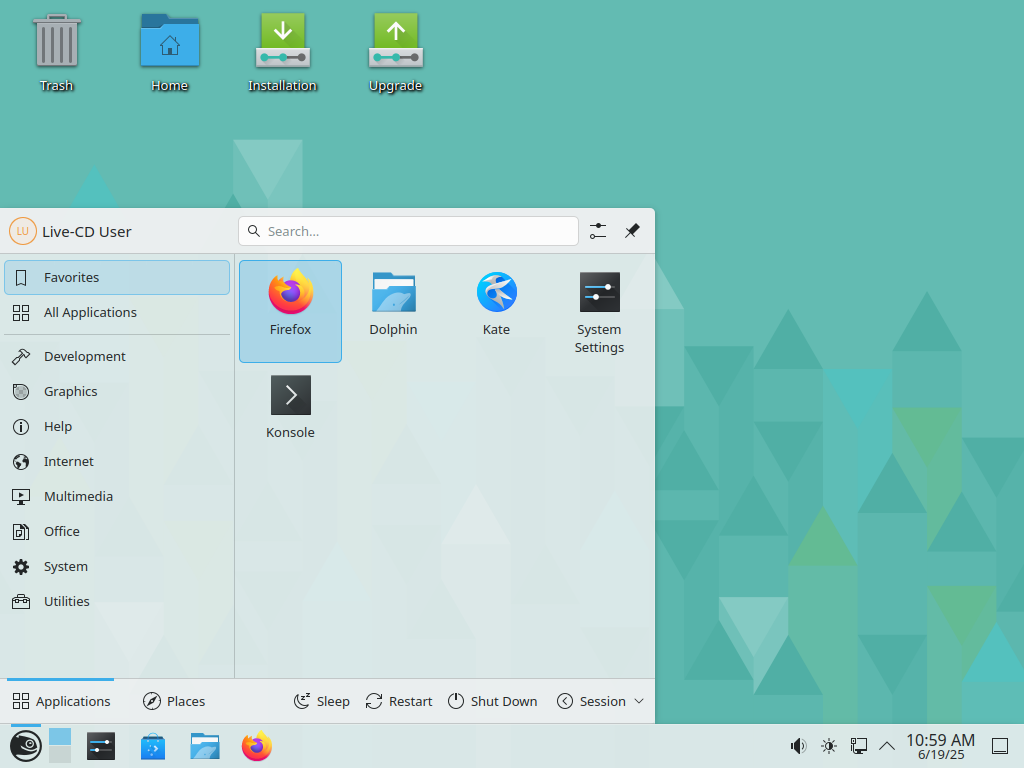 Trash
Home
Installation
Upgrade
LU
Live-CD User
Search...
Favorites
All Applications
Development
Graphics
Help
Internet
Multimedia
Office
System
Utilities
Firefox
Dolphin
Kate
System
Settings
Konsole
Applications
Places
Sleep
Restart
Shut Down
Session
10:59 AM
6/19/25